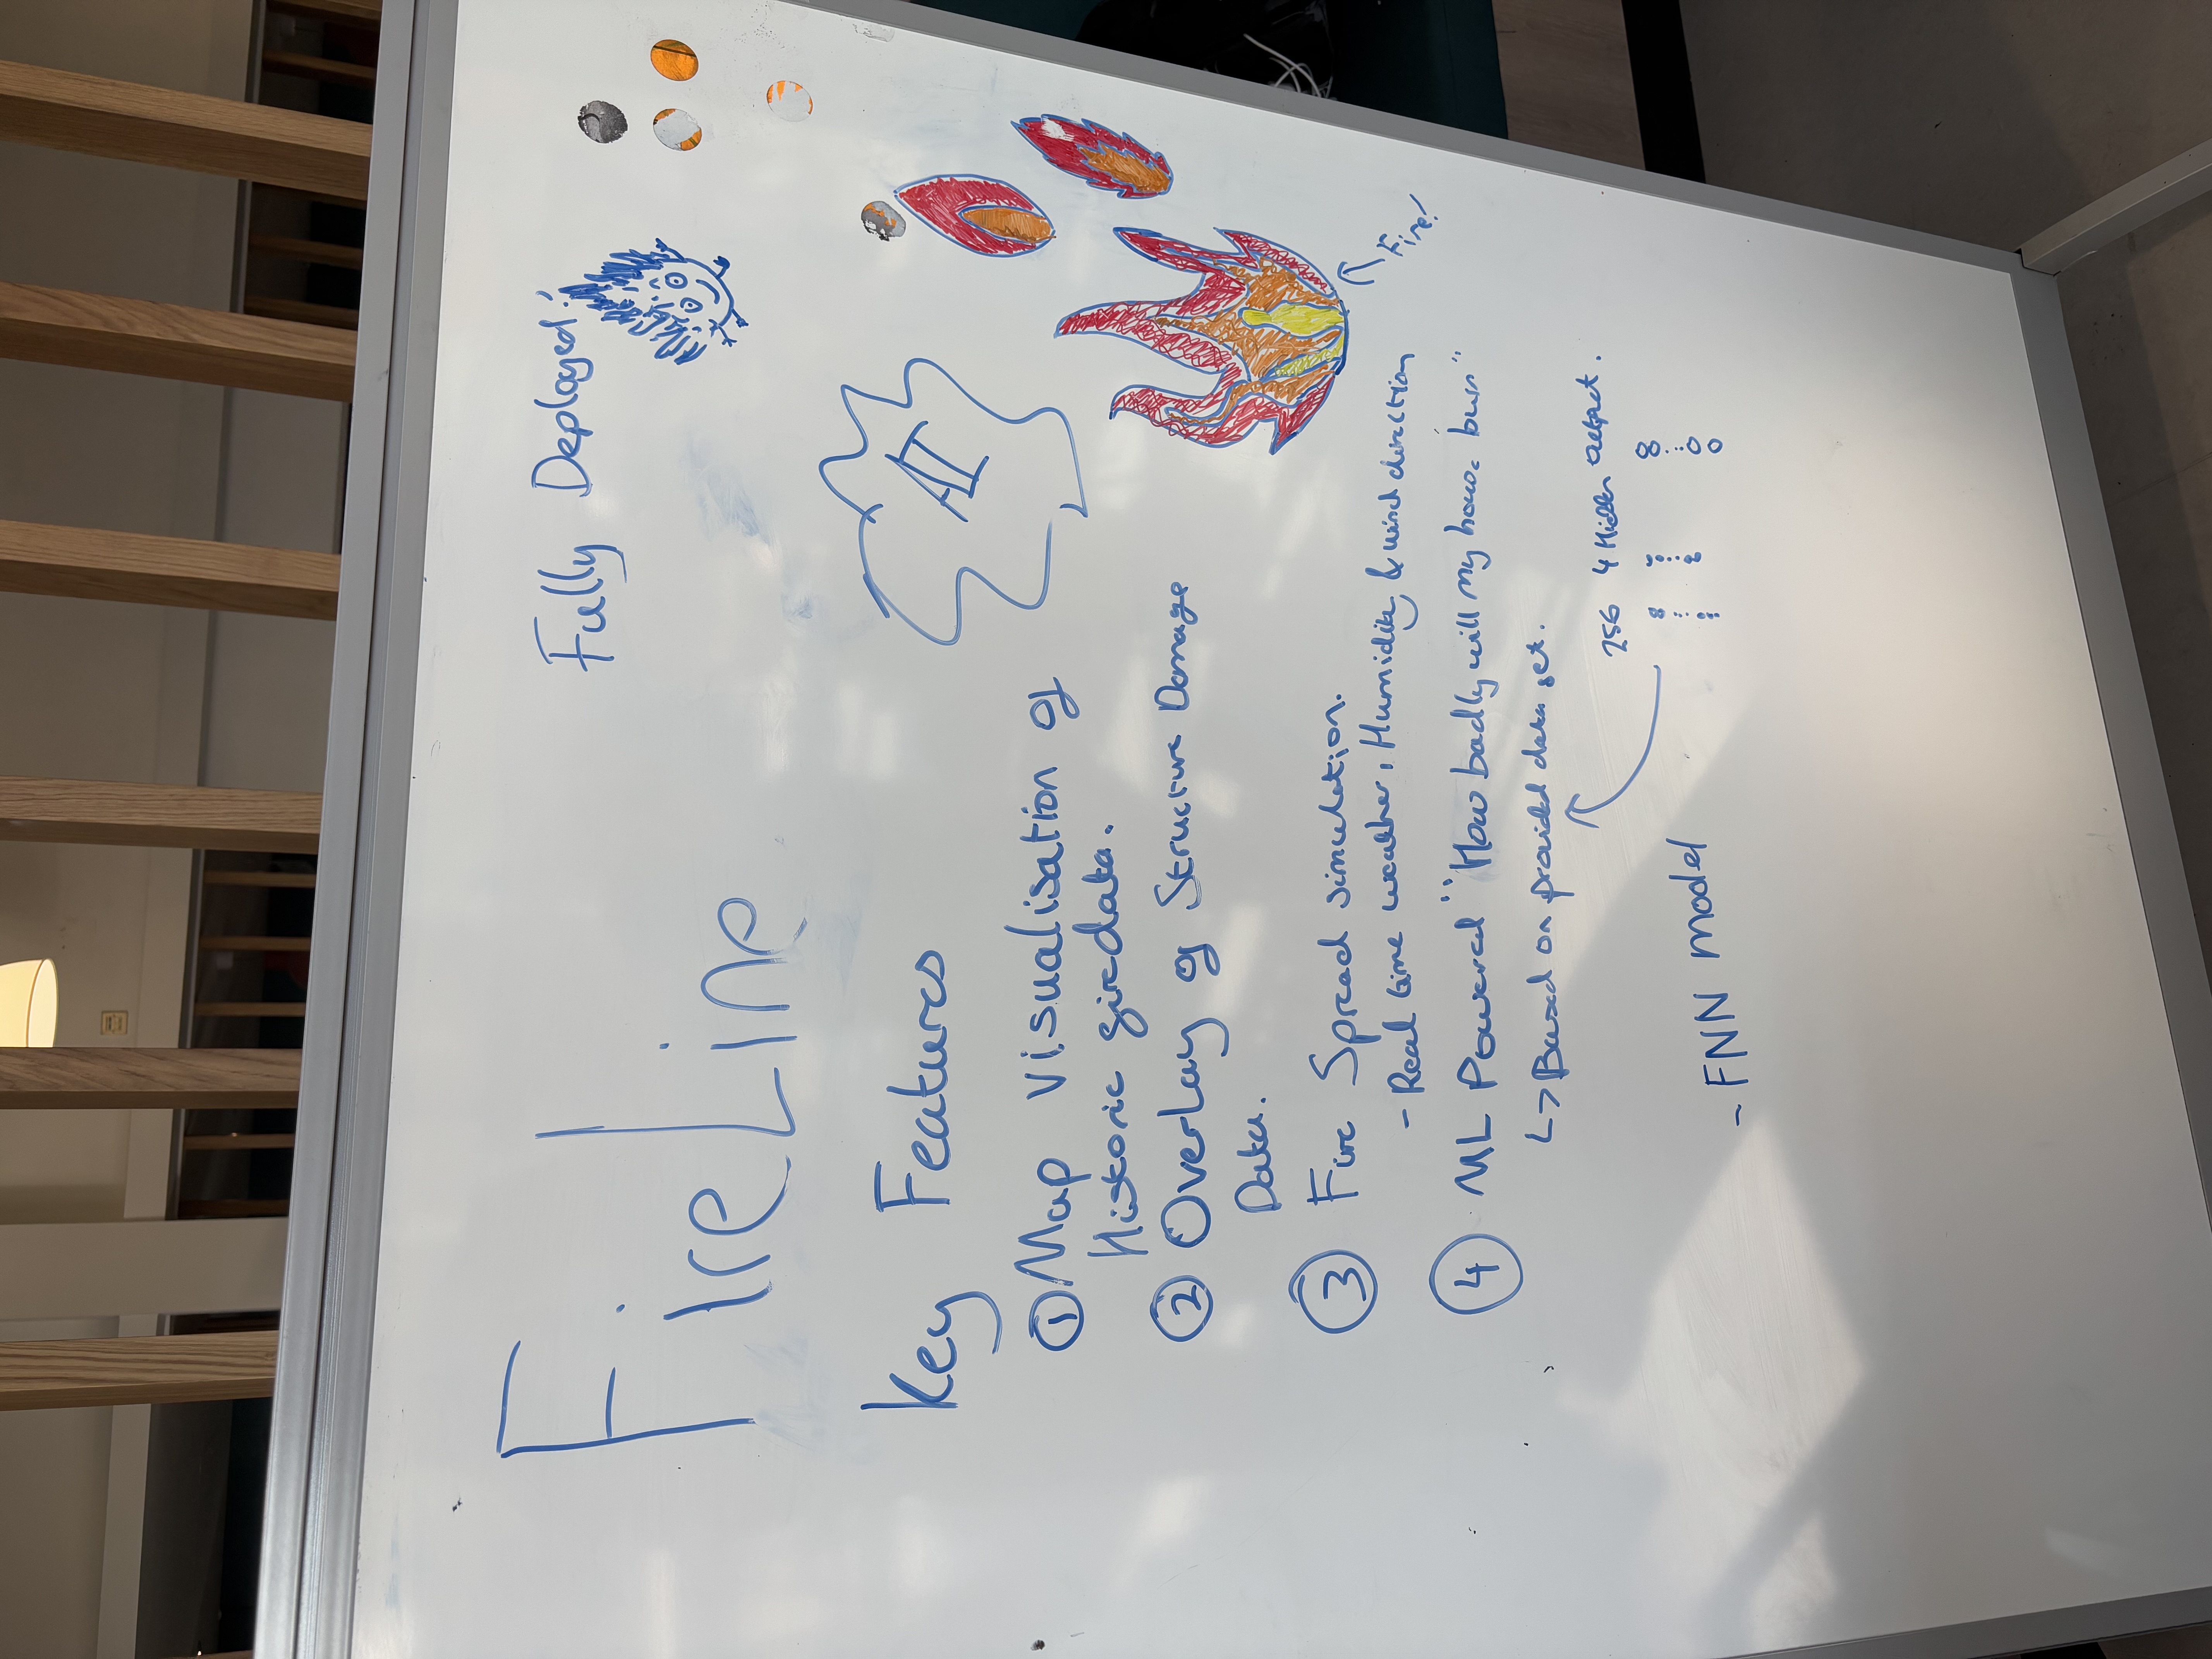 FireLine
Fully Deployed!
Key Features
AI
① Map Visualisation of
Historic firedata.
② Overlay of Structure Damage
Data.
③ Fire Spread simulation.
- Real time weather, Humidity & wind direction
Fire!
④ ML Powered "How badly will my house burn"
↳ Based on provided data set.
256 4 Hidden output.
- FNN model